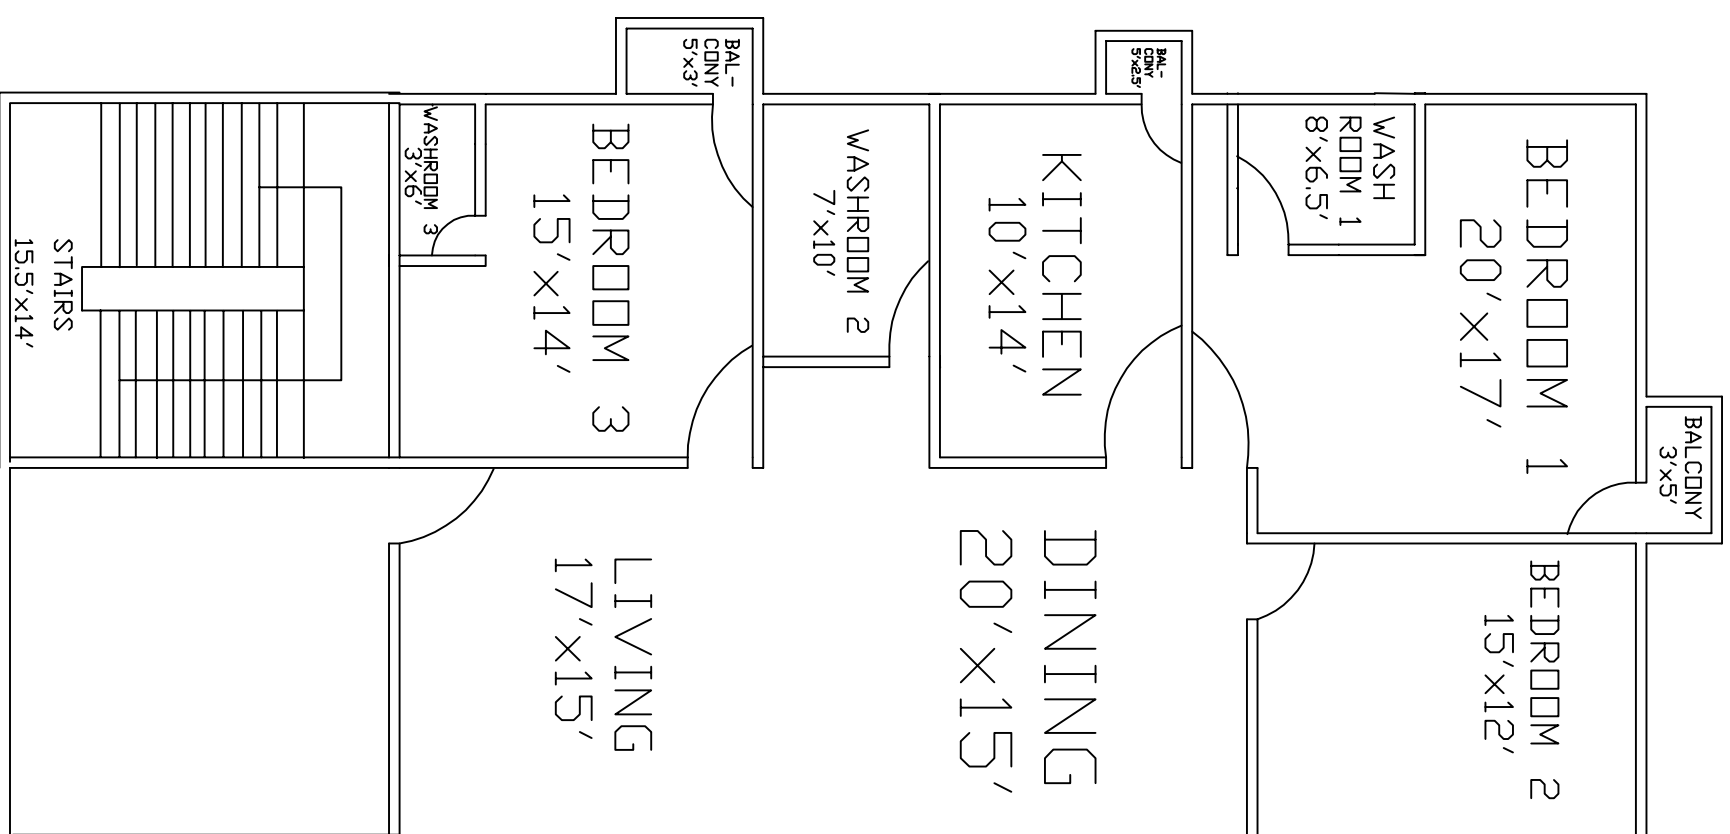 BAL-
CONY
5'x3'
BAL-
CONY
5'x2.5'
WASHROOM 3
3'x6'
BEDROOM 3
15'x14'
WASHROOM 2
7'x10'
KITCHEN
10'x14'
WASH
ROOM 1
8'x6.5'
BEDROOM 1
20'x17'
STAIRS
15.5'x14'
BALCONY
3'x5'
LIVING
17'x15'
DINING
20'x15'
BEDROOM 2
15'x12'